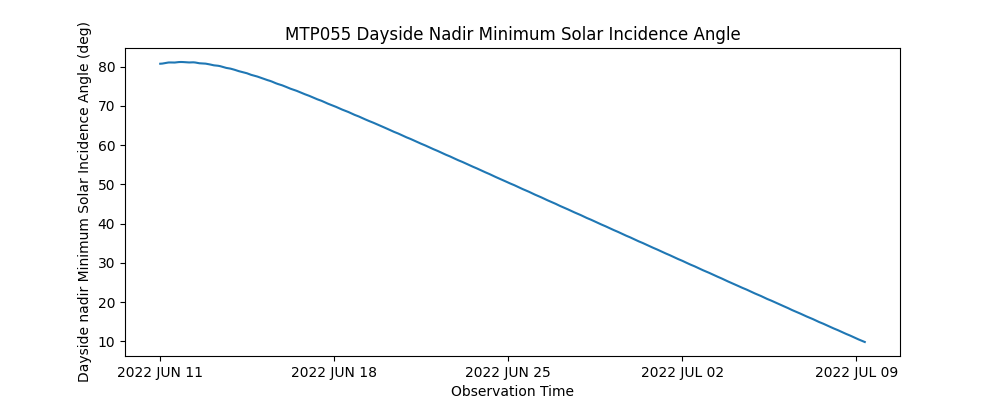 MTP055 Dayside Nadir Minimum Solar Incidence Angle
Dayside nadir Minimum Solar Incidence Angle (deg)
80
70
60
50
40
30
20
10
2022 JUN 11 2022 JUN 18 2022 JUN 25 2022 JUL 02 2022 JUL 09
Observation Time